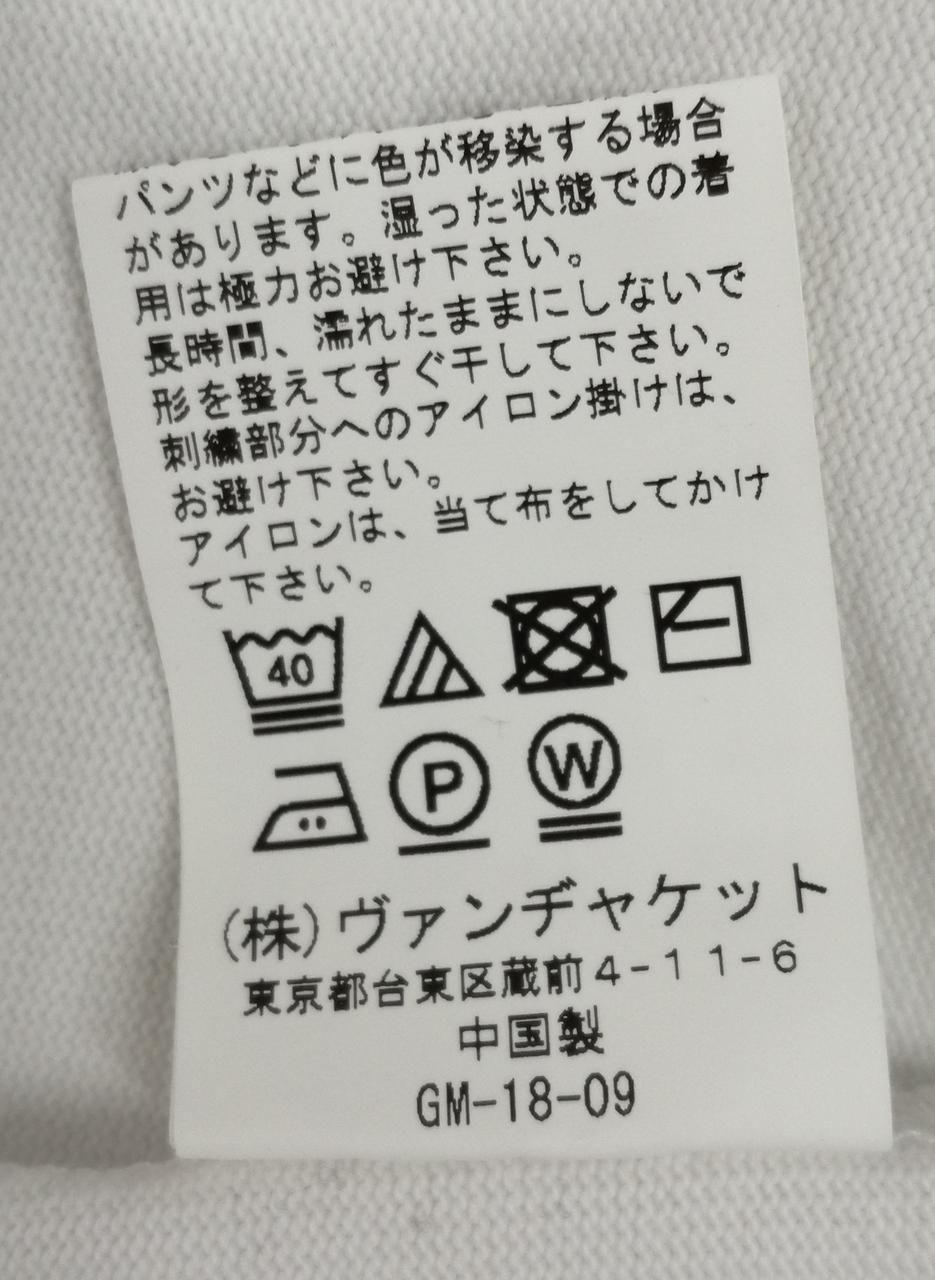 パンツなどに色が移染する場合
があります。湿った状態での着
用は極力お避け下さい。
長時間、濡れたままにしないで
形を整えてすぐ干して下さい。
刺繍部分へのアイロン掛けは、
お避け下さい。
アイロンは、当て布をしてかけ
て下さい。
40
P W
(株)ヴァンヂャケット
東京都台東区蔵前4-11-6
中国製
GM-18-09